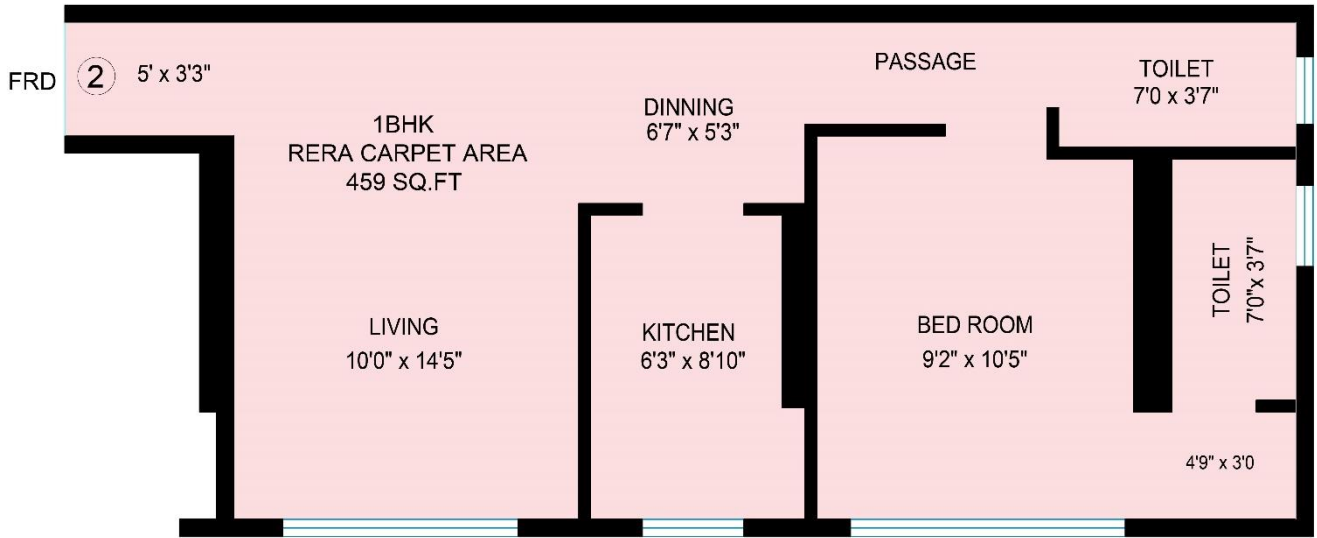 FRD
2
5' x 3'3"
1BHK
RERA CARPET AREA
459 SQ.FT
DINNING
6'7" x 5'3"
PASSAGE
TOILET
7'0 x 3'7"
LIVING
10'0" x 14'5"
KITCHEN
6'3" x 8'10"
BED ROOM
9'2" x 10'5"
TOILET
7'0"x 3'7"
4'9" x 3'0